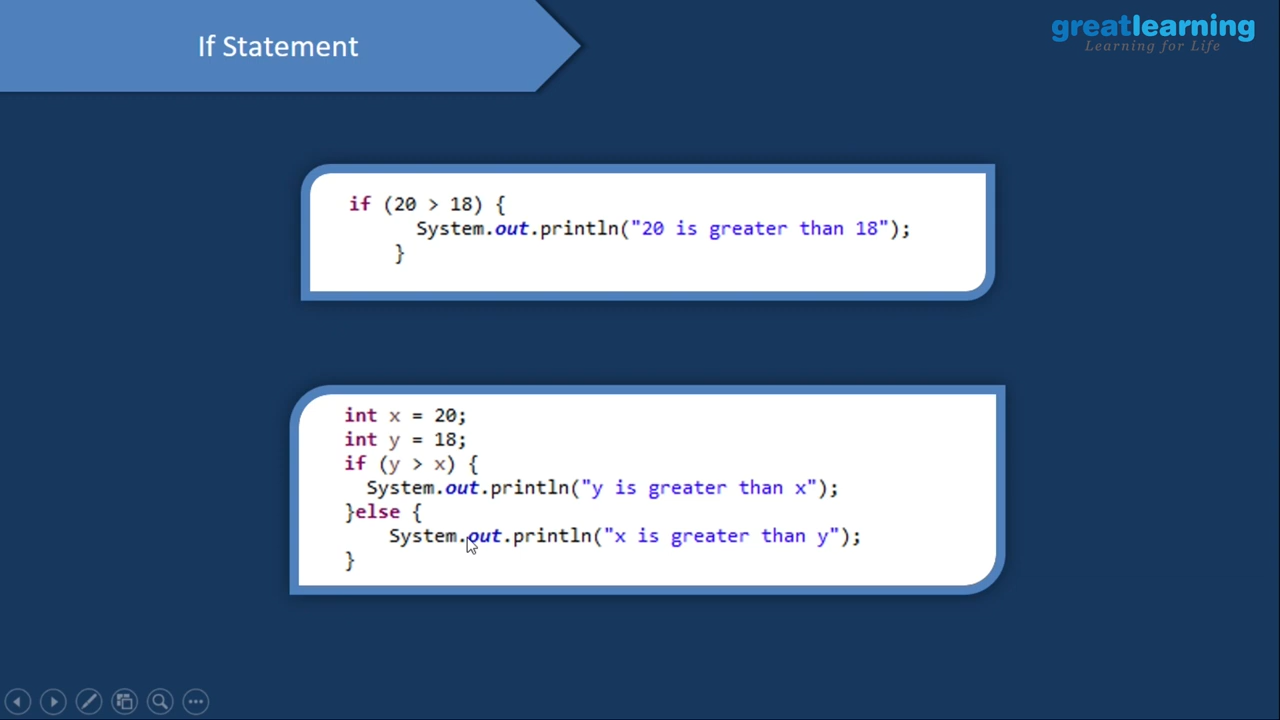 If Statement
greatlearning
Learning for Life
if (20 > 18) {
System.out.println("20 is greater than 18");
}
int x = 20;
int y = 18;
if (y > x) {
System.out.println("y is greater than x");
}else {
System.out.println("x is greater than y");
}